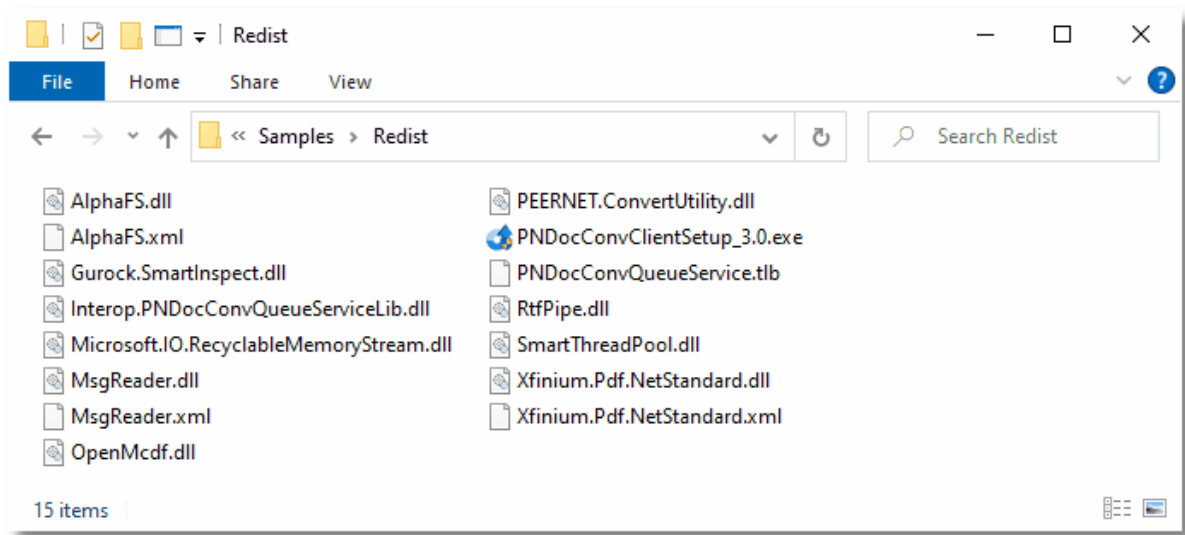 Redist
File Home Share View
« Samples > Redist Search Redist
AlphaFS.dll
AlphaFS.xml
Gurock.SmartInspect.dll
Interop.PNDocConvQueueServiceLib.dll
Microsoft.IO.RecyclableMemoryStream.dll
MsgReader.dll
MsgReader.xml
OpenMcdf.dll
PEERNET.ConvertUtility.dll
PNDocConvClientSetup_3.0.exe
PNDocConvQueueService.tlb
RtfPipe.dll
SmartThreadPool.dll
Xfinium.Pdf.NetStandard.dll
Xfinium.Pdf.NetStandard.xml
15 items